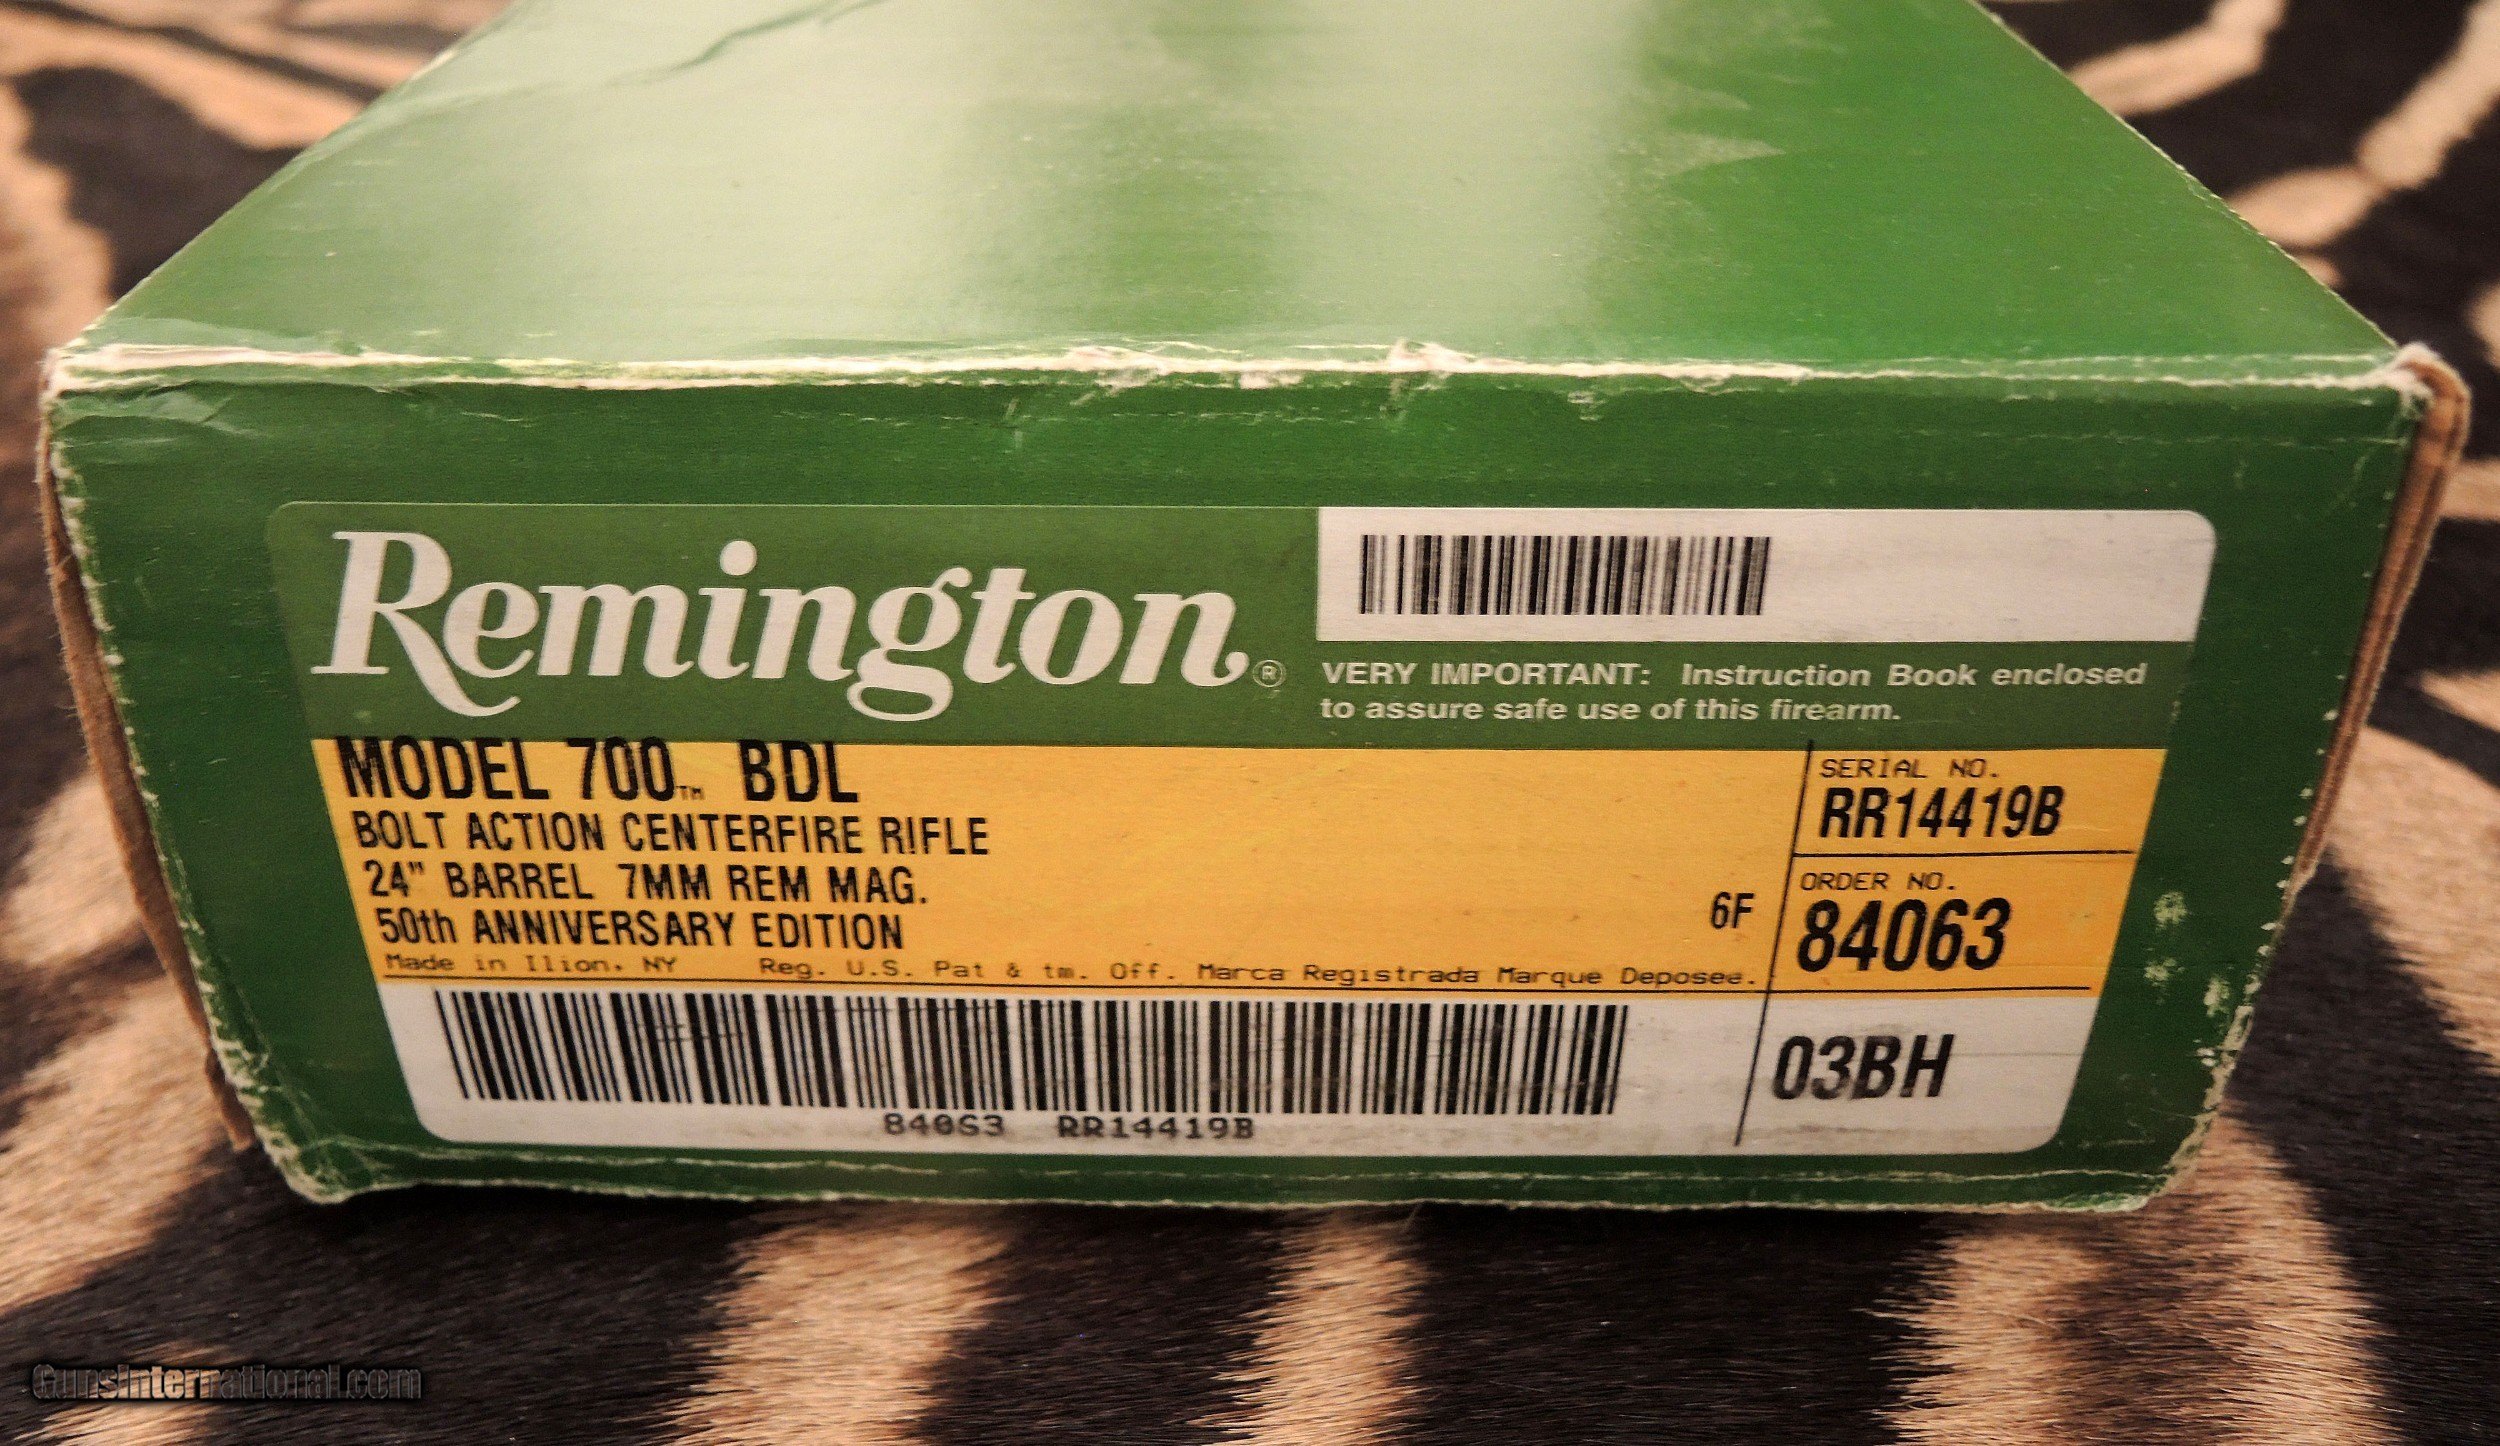 Remington®
VERY IMPORTANT: Instruction Book enclosed
to assure safe use of this firearm.
MODEL 700™ BDL
BOLT ACTION CENTERFIRE RIFLE
24" BARREL 7MM REM MAG.
50th ANNIVERSARY EDITION
6F
Made in Ilion, NY Reg. U.S. Pat & tm. Off. Marca Registrada Marque Deposee.
SERIAL NO.
RR14419B
ORDER NO.
84063
03BH
84063 RR14419B
GunsInternational.com